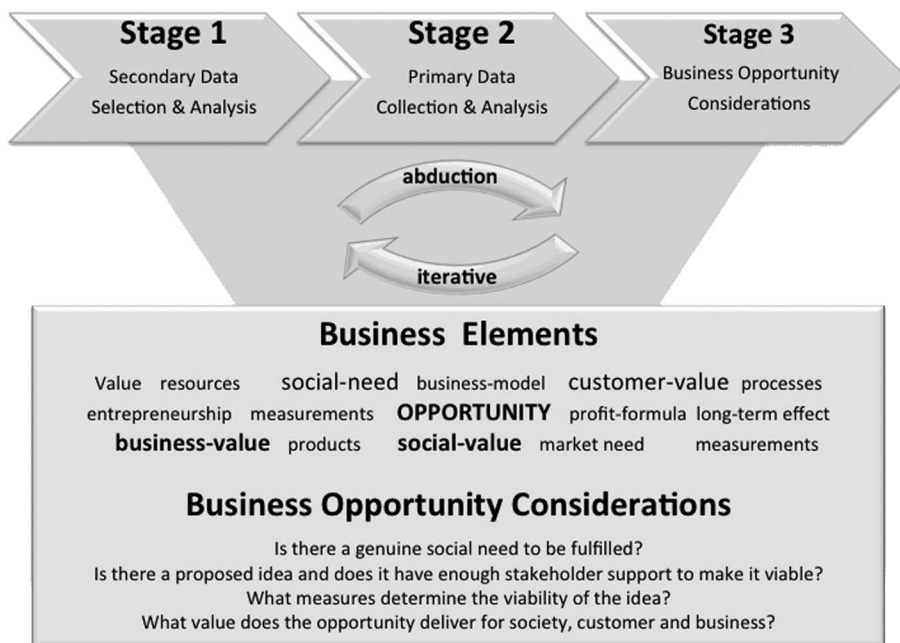 Stage 1
Secondary Data
Selection & Analysis
Stage 2
Primary Data
Collection & Analysis
Stage 3
Business Opportunity
Considerations
abduction
iterative
Business Elements
Value resources social-need business-model customer-value processes
entrepreneurship measurements OPPORTUNITY profit-formula long-term effect
business-value products social-value market need measurements
Business Opportunity Considerations
Is there a genuine social need to be fulfilled?
Is there a proposed idea and does it have enough stakeholder support to make it viable?
What measures determine the viability of the idea?
What value does the opportunity deliver for society, customer and business?